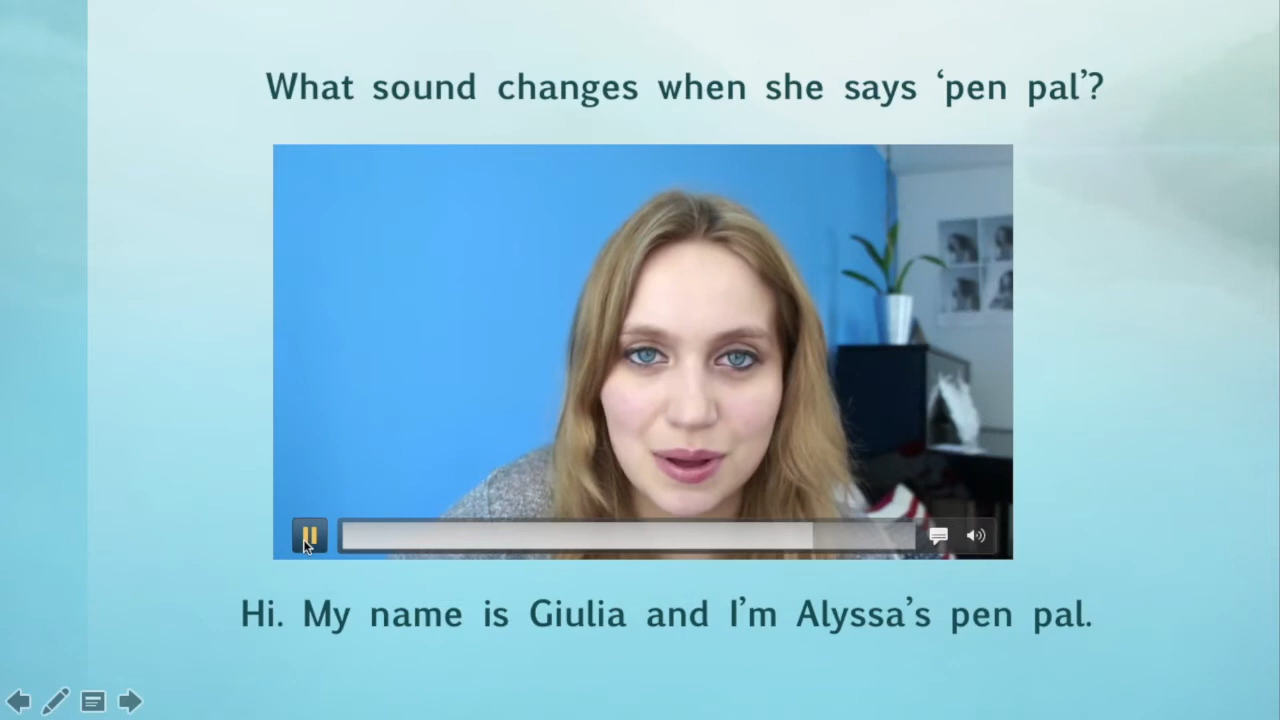 What sound changes when she says ‘pen pal’?
Hi. My name is Giulia and I’m Alyssa’s pen pal.